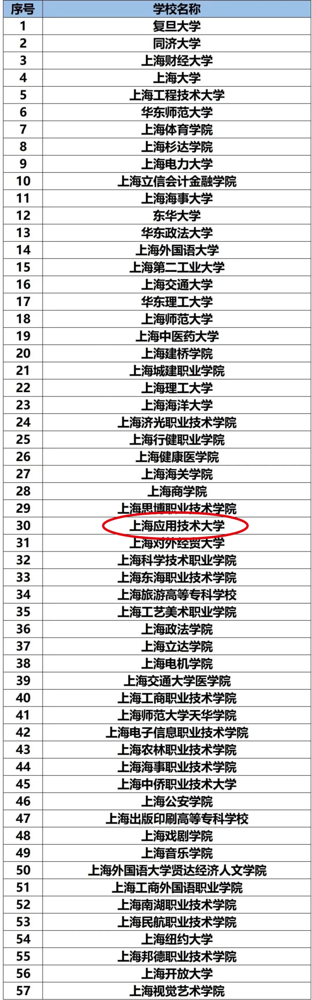 序号 学校名称
1 复旦大学
2 同济大学
3 上海财经大学
4 上海大学
5 上海工程技术大学
6 华东师范大学
7 上海体育学院
8 上海杉达学院
9 上海电力大学
10 上海立信会计金融学院
11 上海海事大学
12 东华大学
13 华东政法大学
14 上海外国语大学
15 上海第二工业大学
16 上海交通大学
17 华东理工大学
18 上海师范大学
19 上海中医药大学
20 上海建桥学院
21 上海城建职业学院
22 上海理工大学
23 上海海洋大学
24 上海济光职业技术学院
25 上海行健职业学院
26 上海健康医学院
27 上海海关学院
28 上海商学院
29 上海思博职业技术学院
30 上海应用技术大学
31 上海对外经贸大学
32 上海科学技术职业学院
33 上海东海职业技术学院
34 上海旅游高等专科学校
35 上海工艺美术职业学院
36 上海政法学院
37 上海立达学院
38 上海电机学院
39 上海交通大学医学院
40 上海工商职业技术学院
41 上海师范大学天华学院
42 上海电子信息职业技术学院
43 上海农林职业技术学院
44 上海海事职业技术学院
45 上海中侨职业技术大学
46 上海公安学院
47 上海出版印刷高等专科学校
48 上海戏剧学院
49 上海音乐学院
50 上海外国语大学贤达经济人文学院
51 上海工商外国语职业学院
52 上海南湖职业技术学院
53 上海民航职业技术学院
54 上海纽约大学
55 上海邦德职业技术学院
56 上海开放大学
57 上海视觉艺术学院